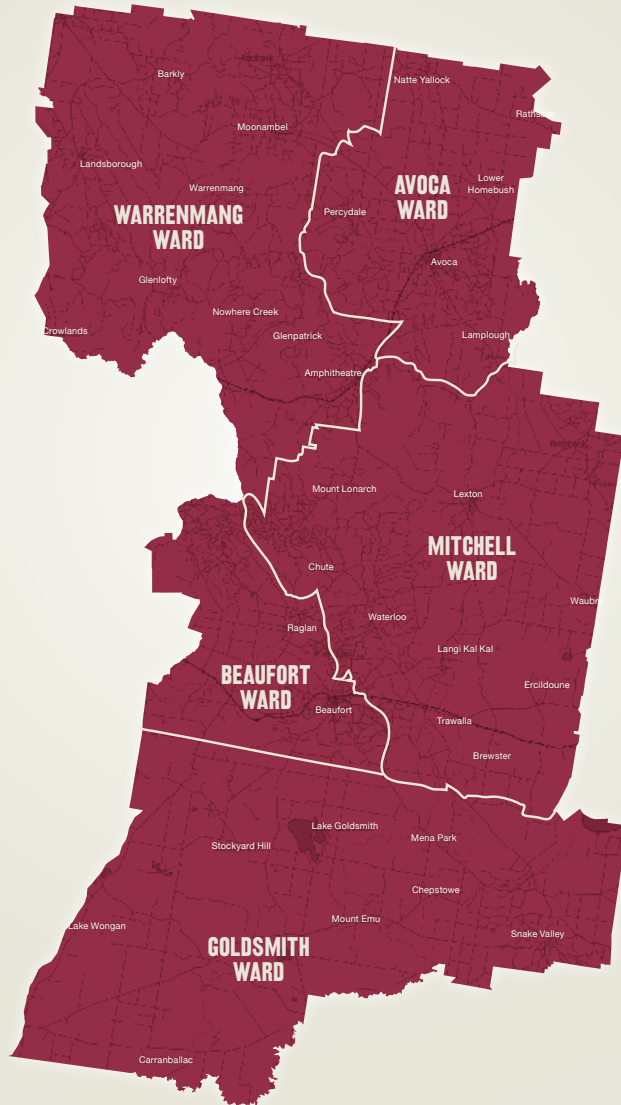 Barkly
Natte Yallock
Moonambel
Landsborough
Warrenmang
WARRENMANG
WARD
AVOCA
WARD
Lower
Homebush
Percydale
Avoca
Glenlofty
Nowhere Creek
Glenpatrick
Crowlands
Lamplough
Amphitheatre
Mount Lonarch
Lexton
MITCHELL
WARD
Chute
Waubr
Waterloo
Raglan
Langi Kal Kal
BEAUFORT
WARD
Ercildoune
Beaufort
Trawalla
Brewster
Lake Goldsmith
Mena Park
Stockyard Hill
Chepstowe
Mount Emu
Lake Wongan
Snake Valley
GOLDSMITH
WARD
Carranballac